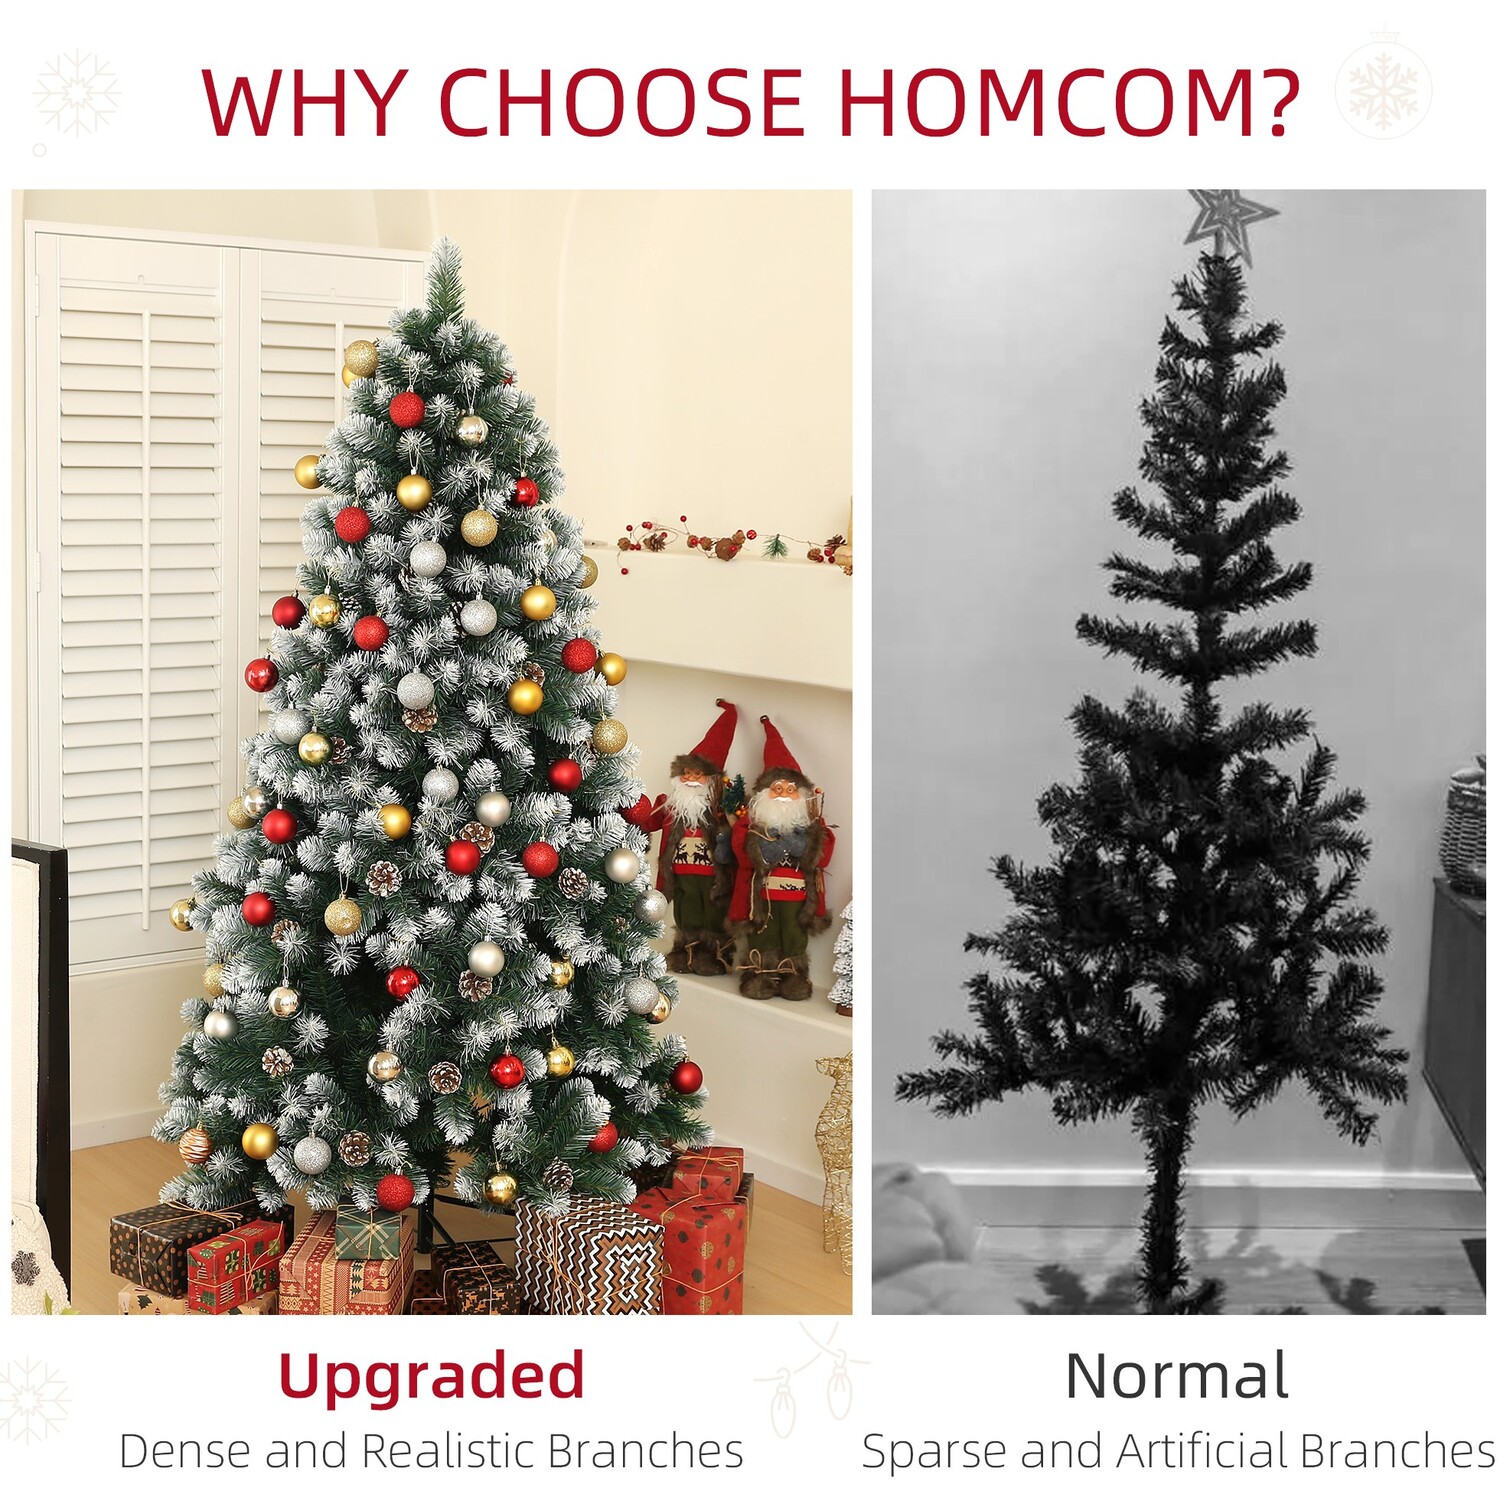 WHY CHOOSE HOMCOM?
Upgraded
Dense and Realistic Branches
Normal
Sparse and Artificial Branches